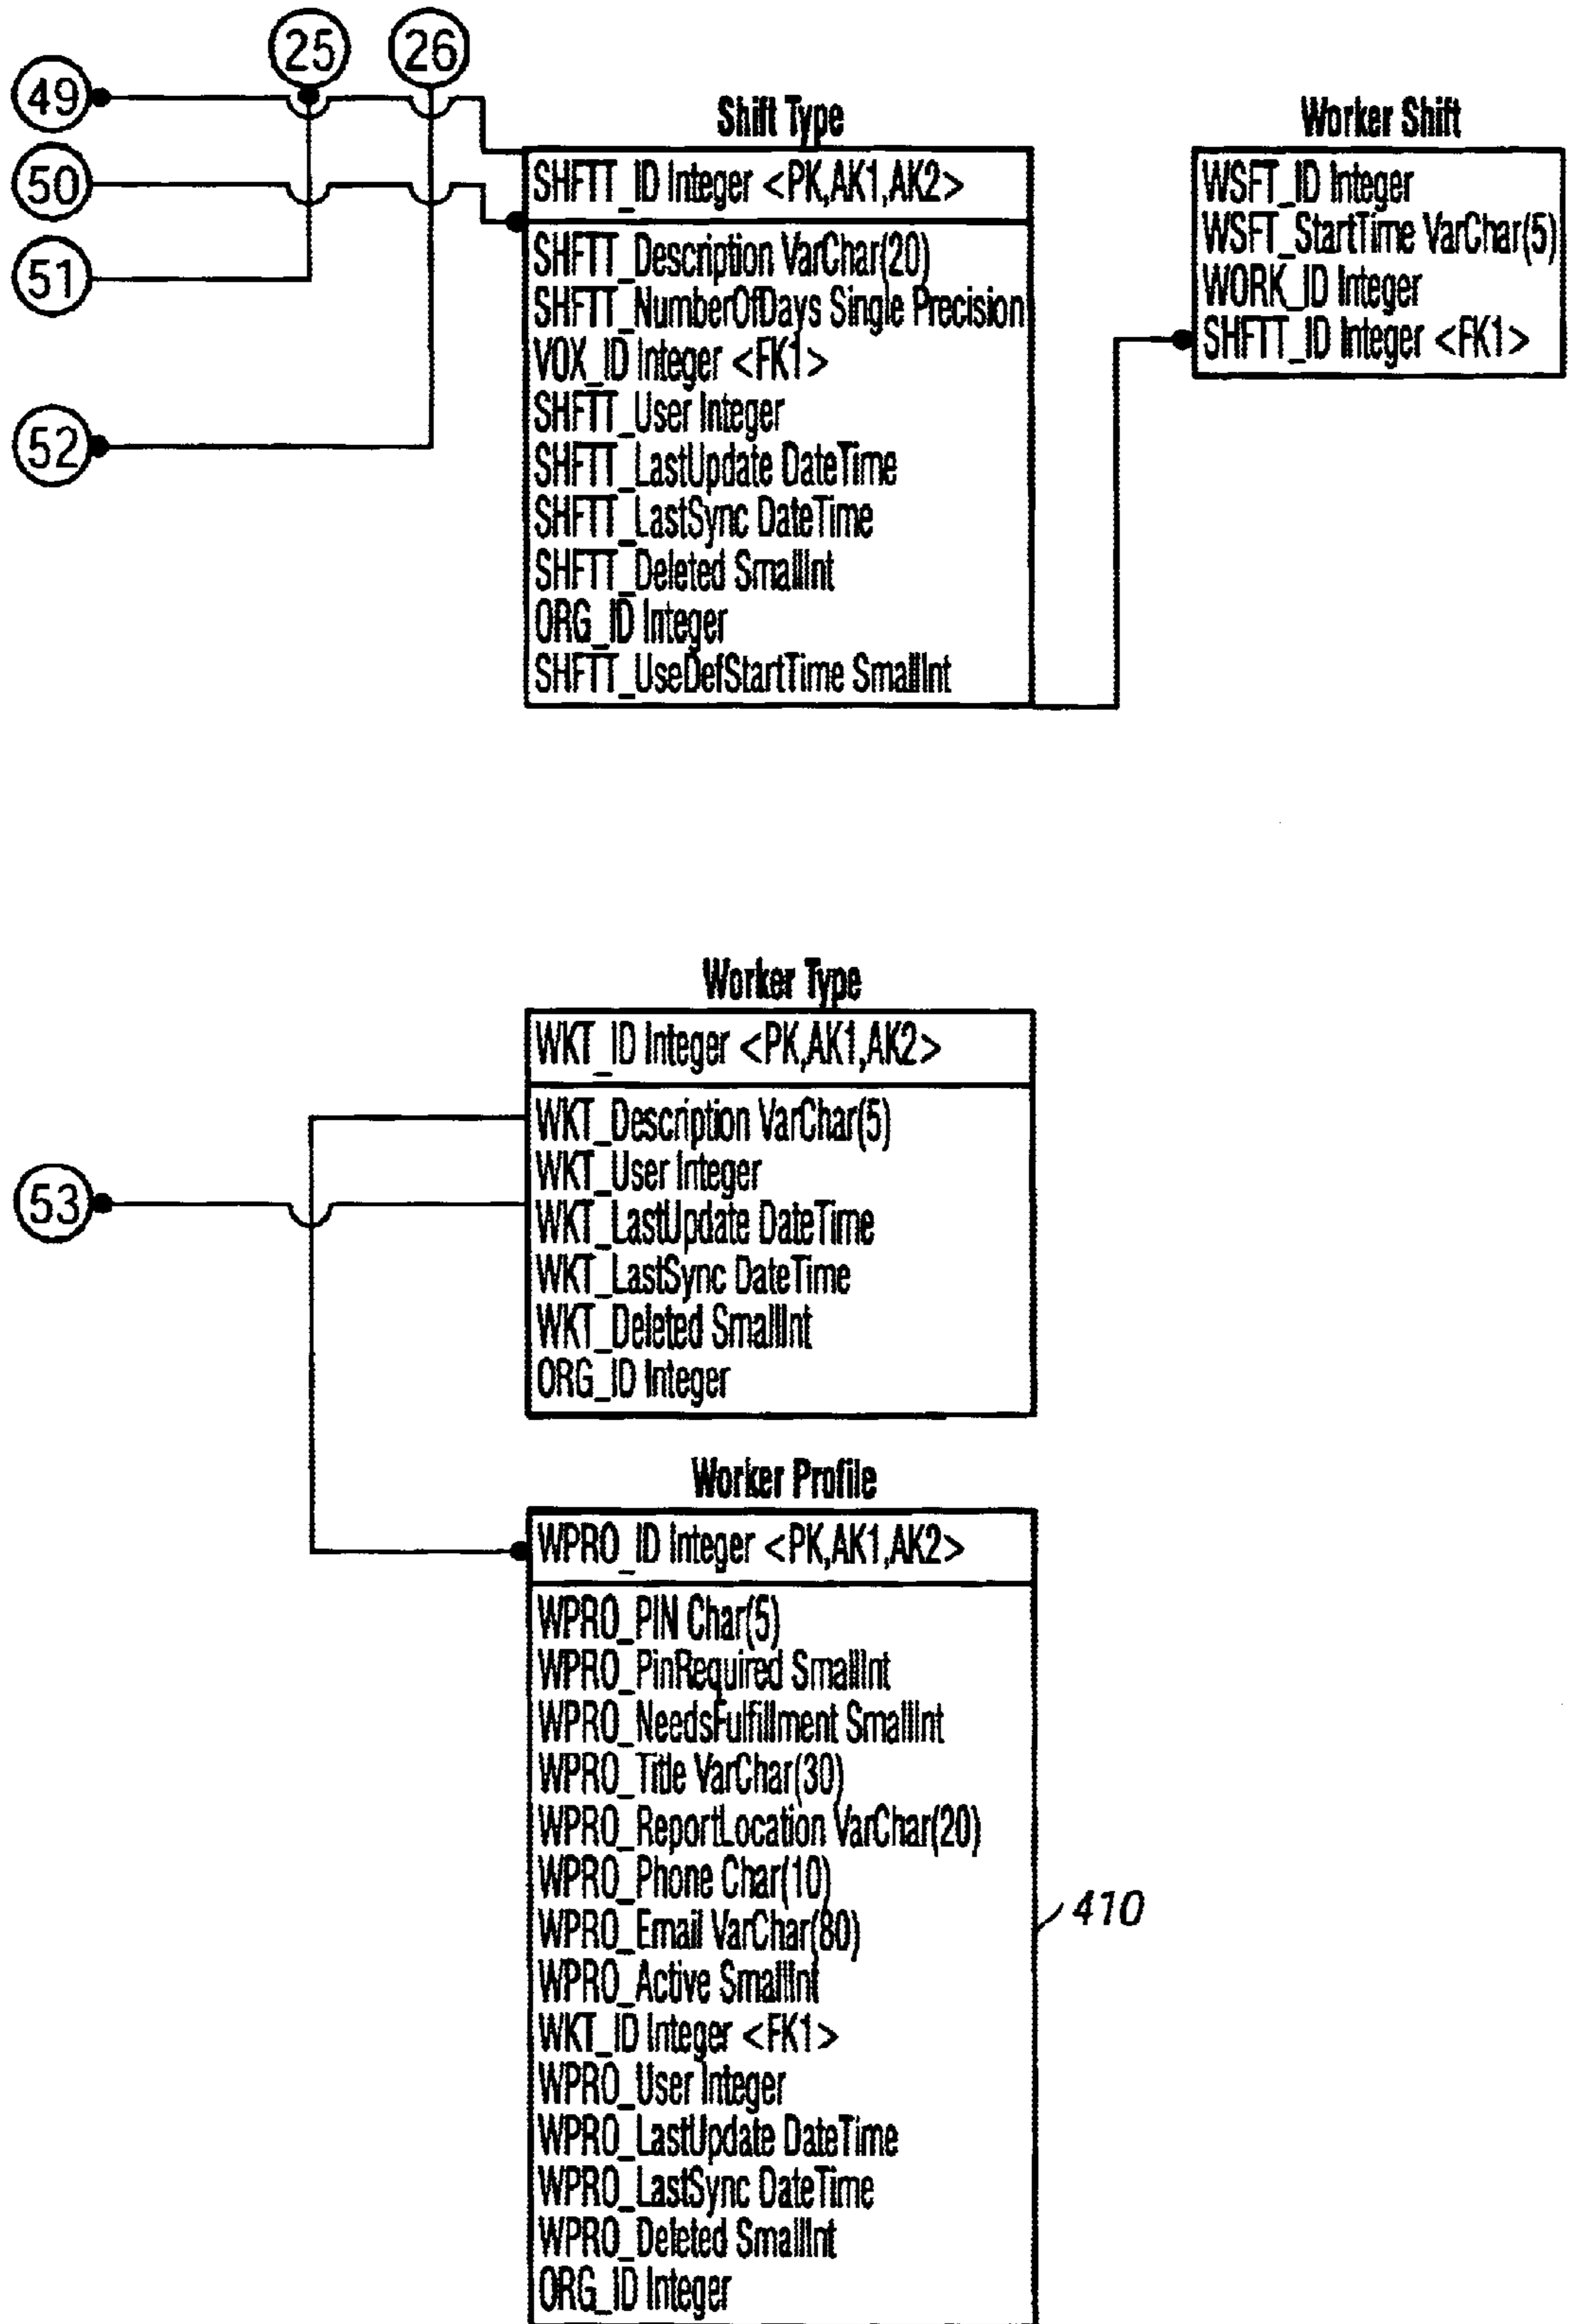 25
26
49
50
51
52
Shift Type
SHFTT_ID Integer <PK,AK1,AK2>
SHFTT_Description VarChar(20)
SHFTT_NumberOfDays Single Precision
VOX_ID Integer <FK1>
SHFTT_User Integer
SHFTT_LastUpdate DateTime
SHFTT_LastSync DateTime
SHFTT_Deleted SmallInt
ORG_ID Integer
SHFTT_UseDefStartTime SmallInt
Worker Shift
WSFT_ID Integer
WSFT_StartTime VarChar(5)
WORK_ID Integer
SHFTT_ID Integer <FK1>
53
Worker Type
WKT_ID Integer <PK,AK1,AK2>
WKT_Description VarChar(5)
WKT_User Integer
WKT_LastUpdate DateTime
WKT_LastSync DateTime
WKT_Deleted SmallInt
ORG_ID Integer
Worker Profile
WPRO_ID Integer <PK,AK1,AK2>
WPRO_PIN Char(5)
WPRO_PinRequired SmallInt
WPRO_NeedsFulfillment SmallInt
WPRO_Title VarChar(30)
WPRO_ReportLocation VarChar(20)
WPRO_Phone Char(10)
WPRO_Email VarChar(80)
WPRO_Active SmallInt
WKT_ID Integer <FK1>
WPRO_User Integer
WPRO_LastUpdate DateTime
WPRO_LastSync DateTime
WPRO_Deleted SmallInt
ORG_ID Integer
410